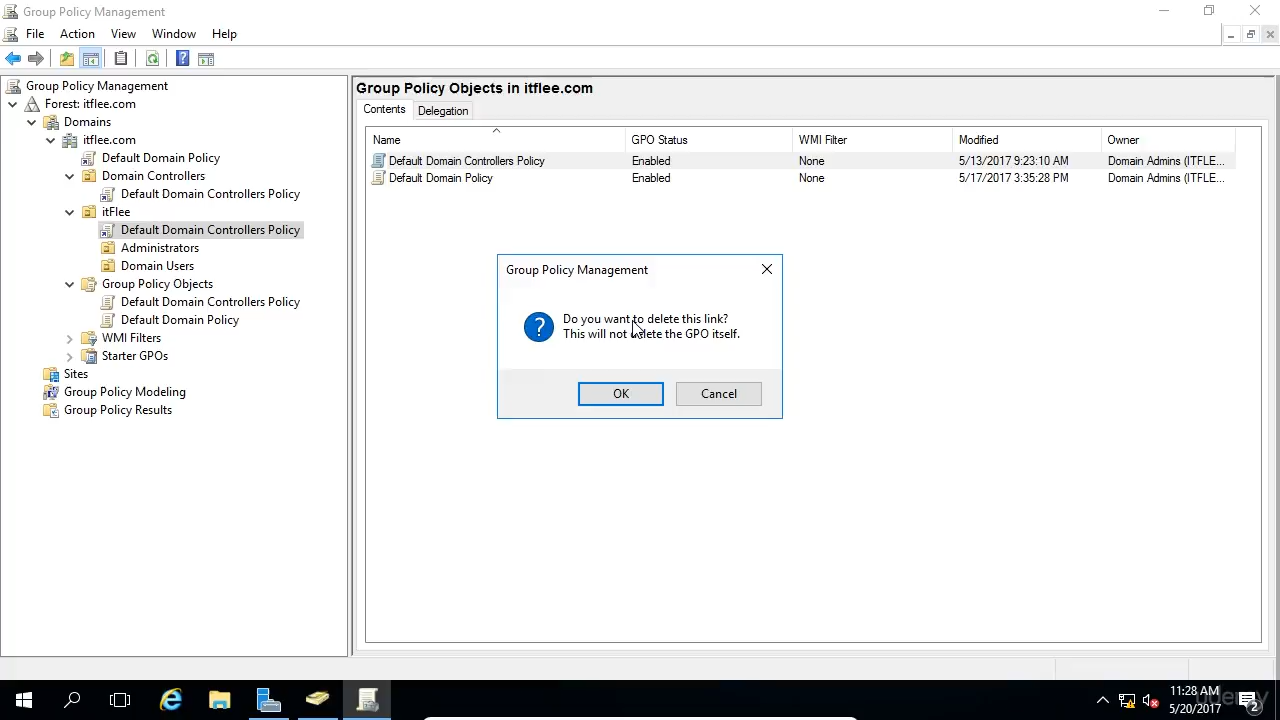 Group Policy Management
File Action View Window Help
Group Policy Management
Forest: itflee.com
Domains
itflee.com
Default Domain Policy
Domain Controllers
Default Domain Controllers Policy
itFlee
Default Domain Controllers Policy
Administrators
Domain Users
Group Policy Objects
Default Domain Controllers Policy
Default Domain Policy
WMI Filters
Starter GPOs
Sites
Group Policy Modeling
Group Policy Results
Group Policy Objects in itflee.com
Contents Delegation
Name GPO Status WMI Filter Modified Owner
Default Domain Controllers Policy Enabled None 5/13/2017 9:23:10 AM Domain Admins (ITFLE...
Default Domain Policy Enabled None 5/17/2017 3:35:28 PM Domain Admins (ITFLE...
Group Policy Management
Do you want to delete this link?
This will not delete the GPO itself.
OK Cancel
11:28 AM
5/20/2017
2
udemy